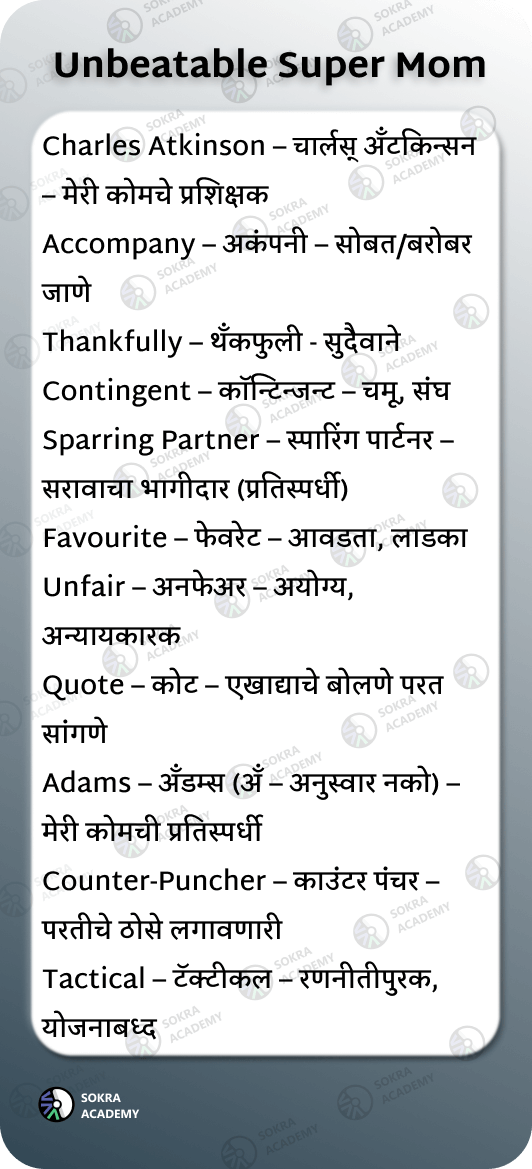 Unbeatable Super Mom
Charles Atkinson – चार्लस् अँटकिन्सन
– मेरी कोमचे प्रशिक्षक
Accompany – अकंपनी – सोबत/बरोबर
जाणे
Thankfully – थँकफुली - सुदैवाने
Contingent – कॉन्टिन्जन्ट – चमू, संघ
Sparring Partner – स्पारिंग पार्टनर –
सरावाचा भागीदार (प्रतिस्पर्धी)
Favourite – फेवरेट – आवडता, लाडका
Unfair – अनफेअर – अयोग्य,
अन्यायकारक
Quote – कोट – एखाद्याचे बोलणे परत
सांगणे
Adams – अँडम्स (अँ – अनुस्वार नको) –
मेरी कोमची प्रतिस्पर्धी
Counter-Puncher – काउंटर पंचर –
परतीचे ठोसे लगावणारी
Tactical – टॅक्टीकल – रणनीतीपुरक,
योजनाबध्द
SOKRA
ACADEMY